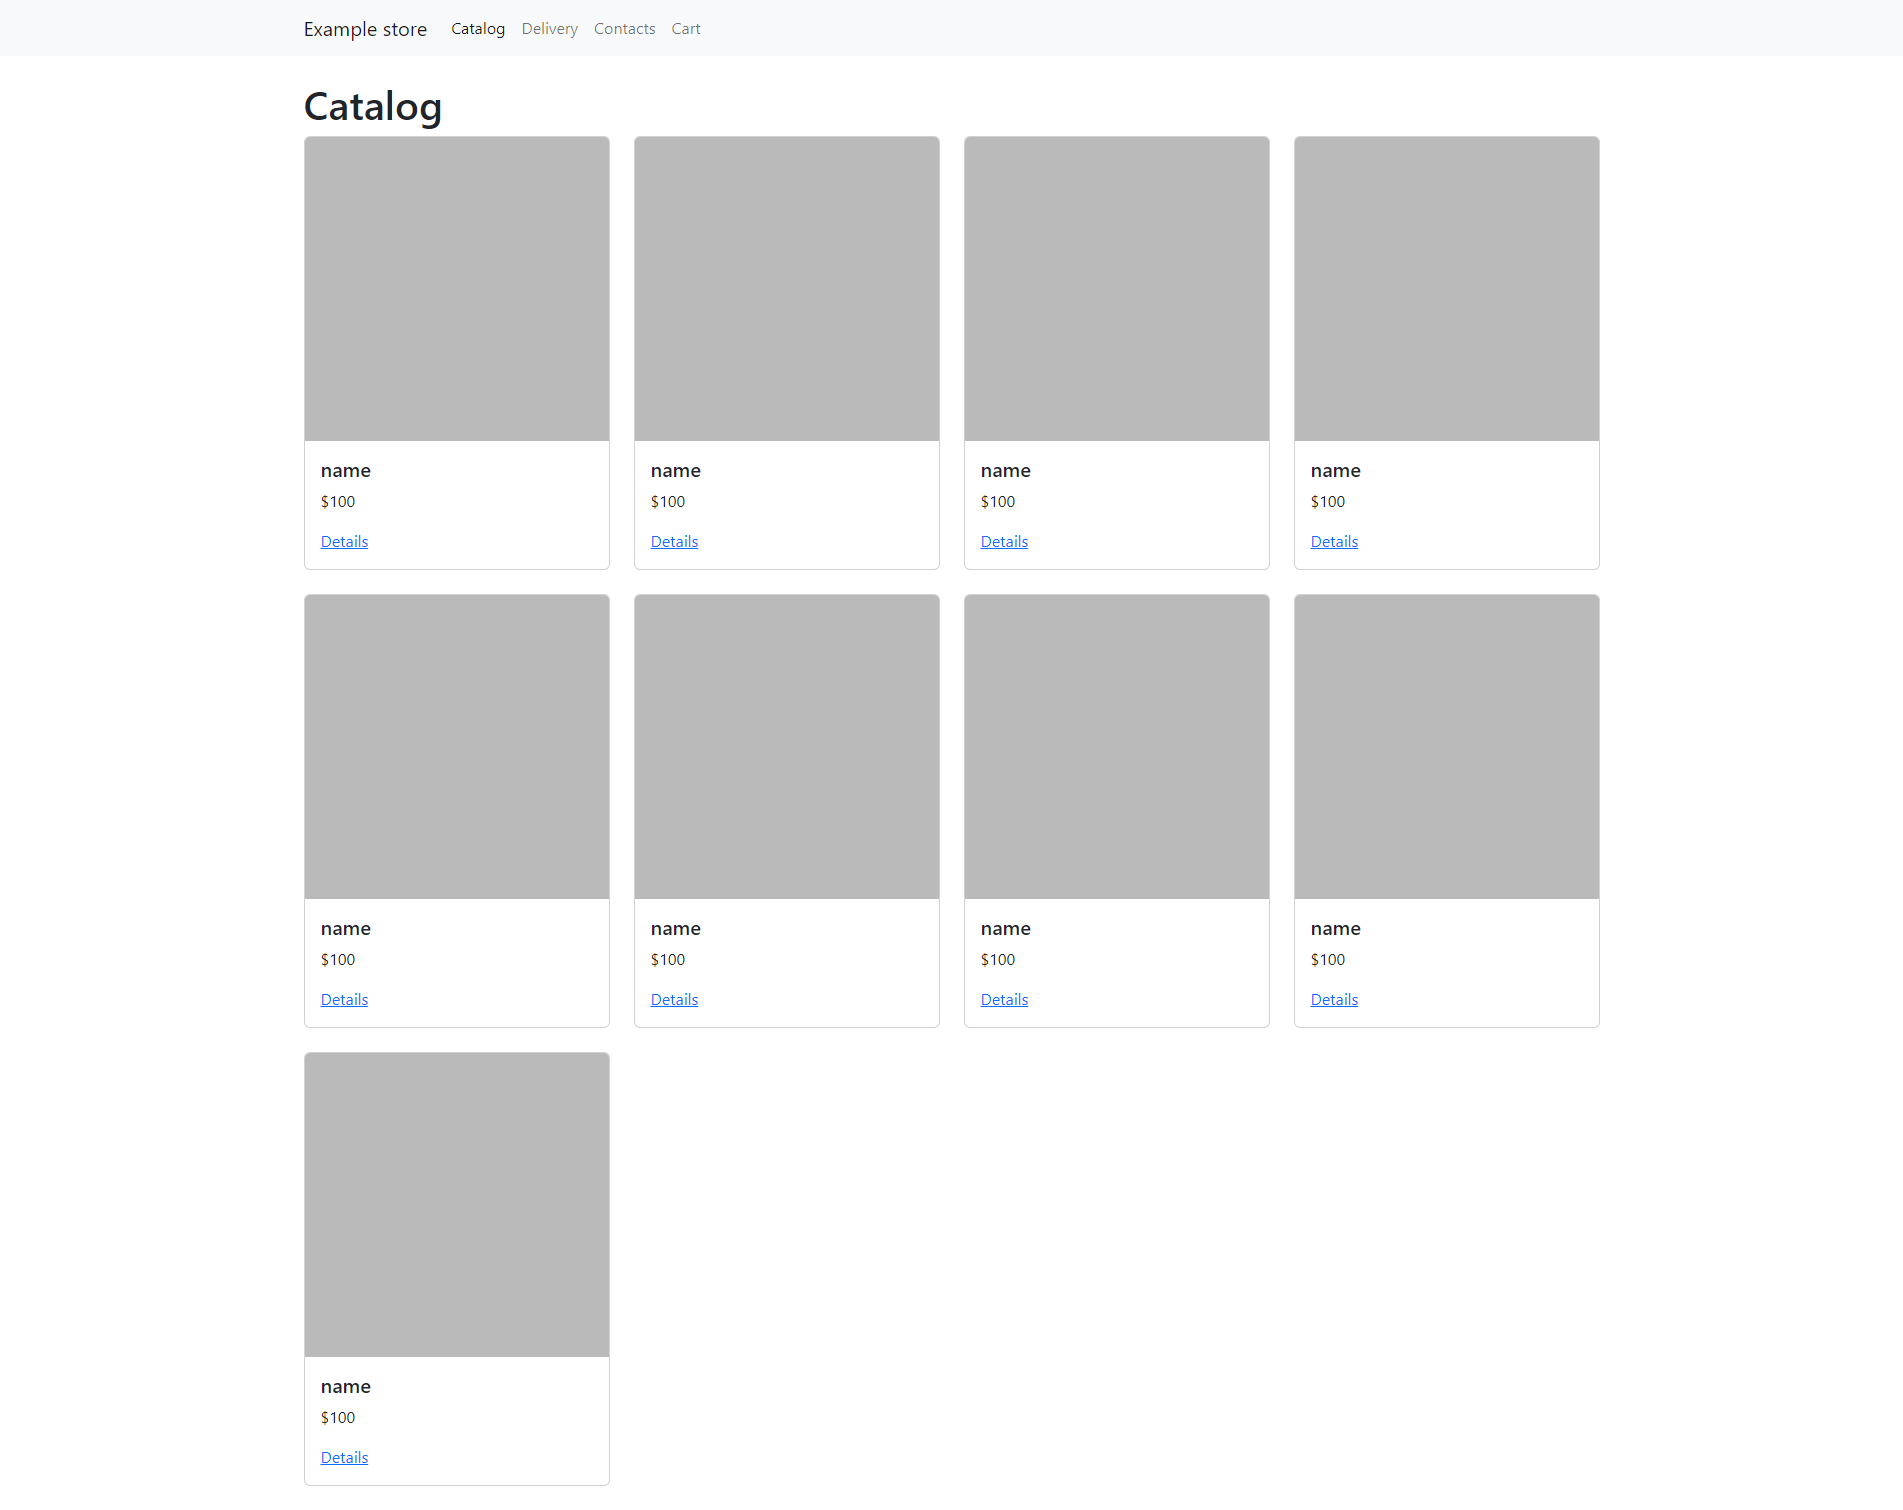 Example store Catalog Delivery Contacts Cart
Catalog
name name name name
$100 $100 $100 $100
Details Details Details Details
name name name name
$100 $100 $100 $100
Details Details Details Details
name
$100
Details